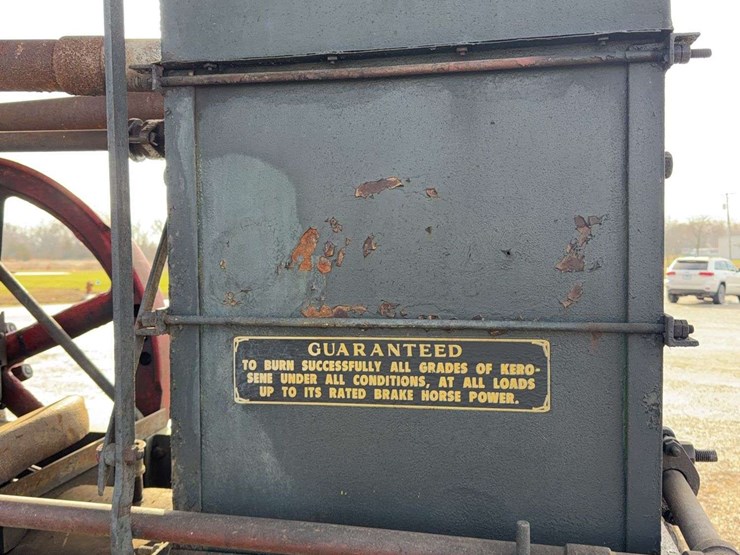 GUARANTEED
TO BURN SUCCESSFULLY ALL GRADES OF KERO-
SENE UNDER ALL CONDITIONS, AT ALL LOADS
UP TO ITS RATED BRAKE HORSE POWER.